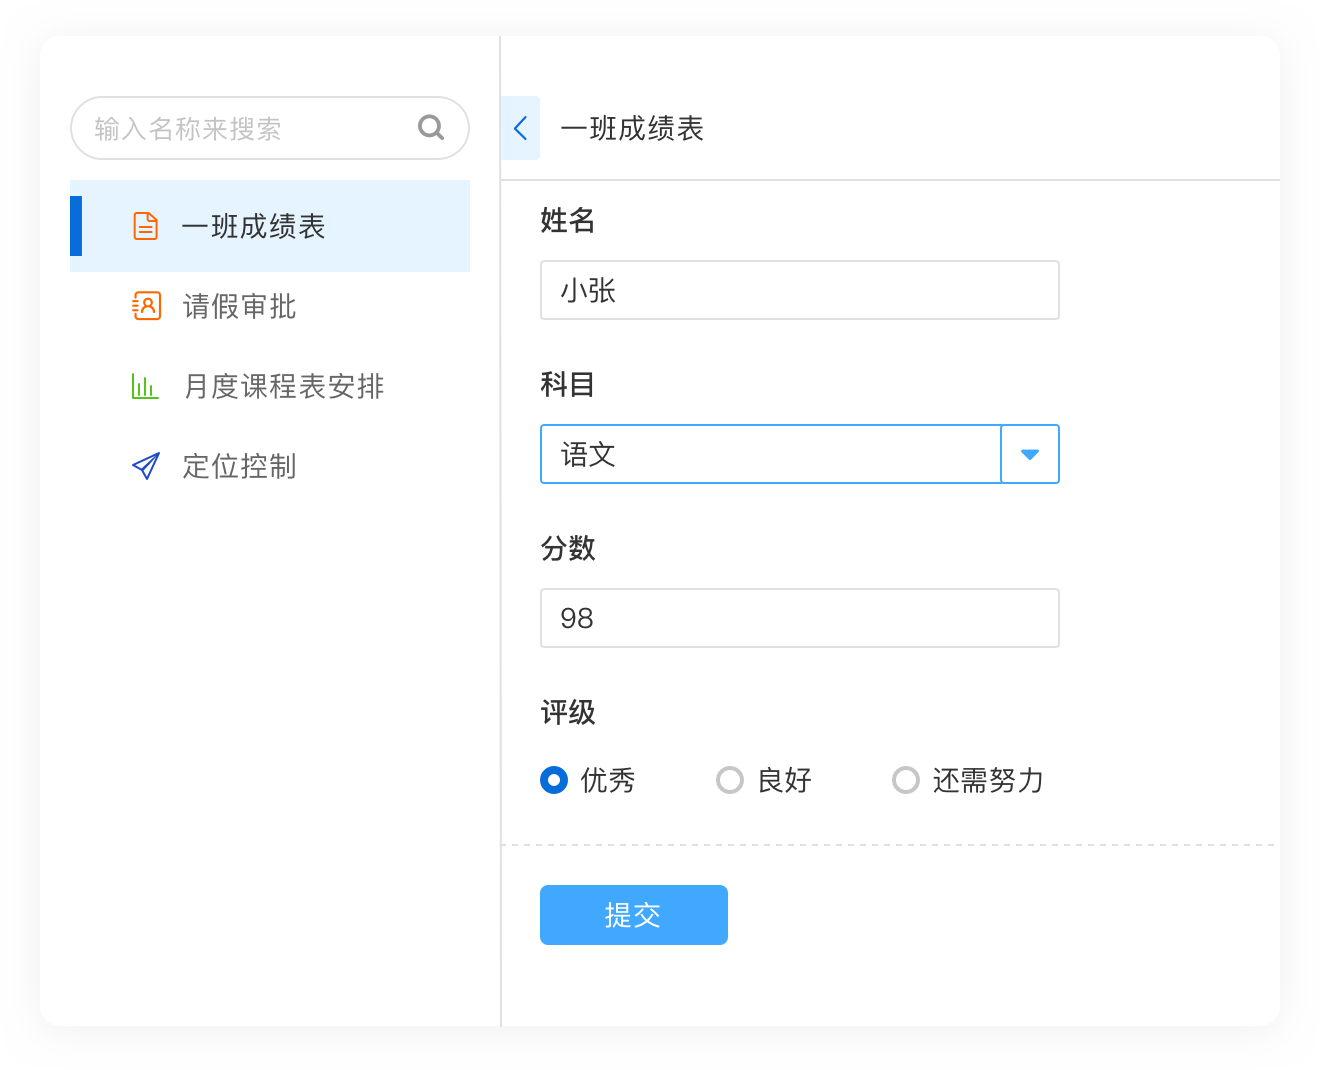 输入名称来搜索
一班成绩表
请假审批
月度课程表安排
定位控制
一班成绩表
姓名
小张
科目
语文
分数
98
评级
优秀 良好 还需努力
提交